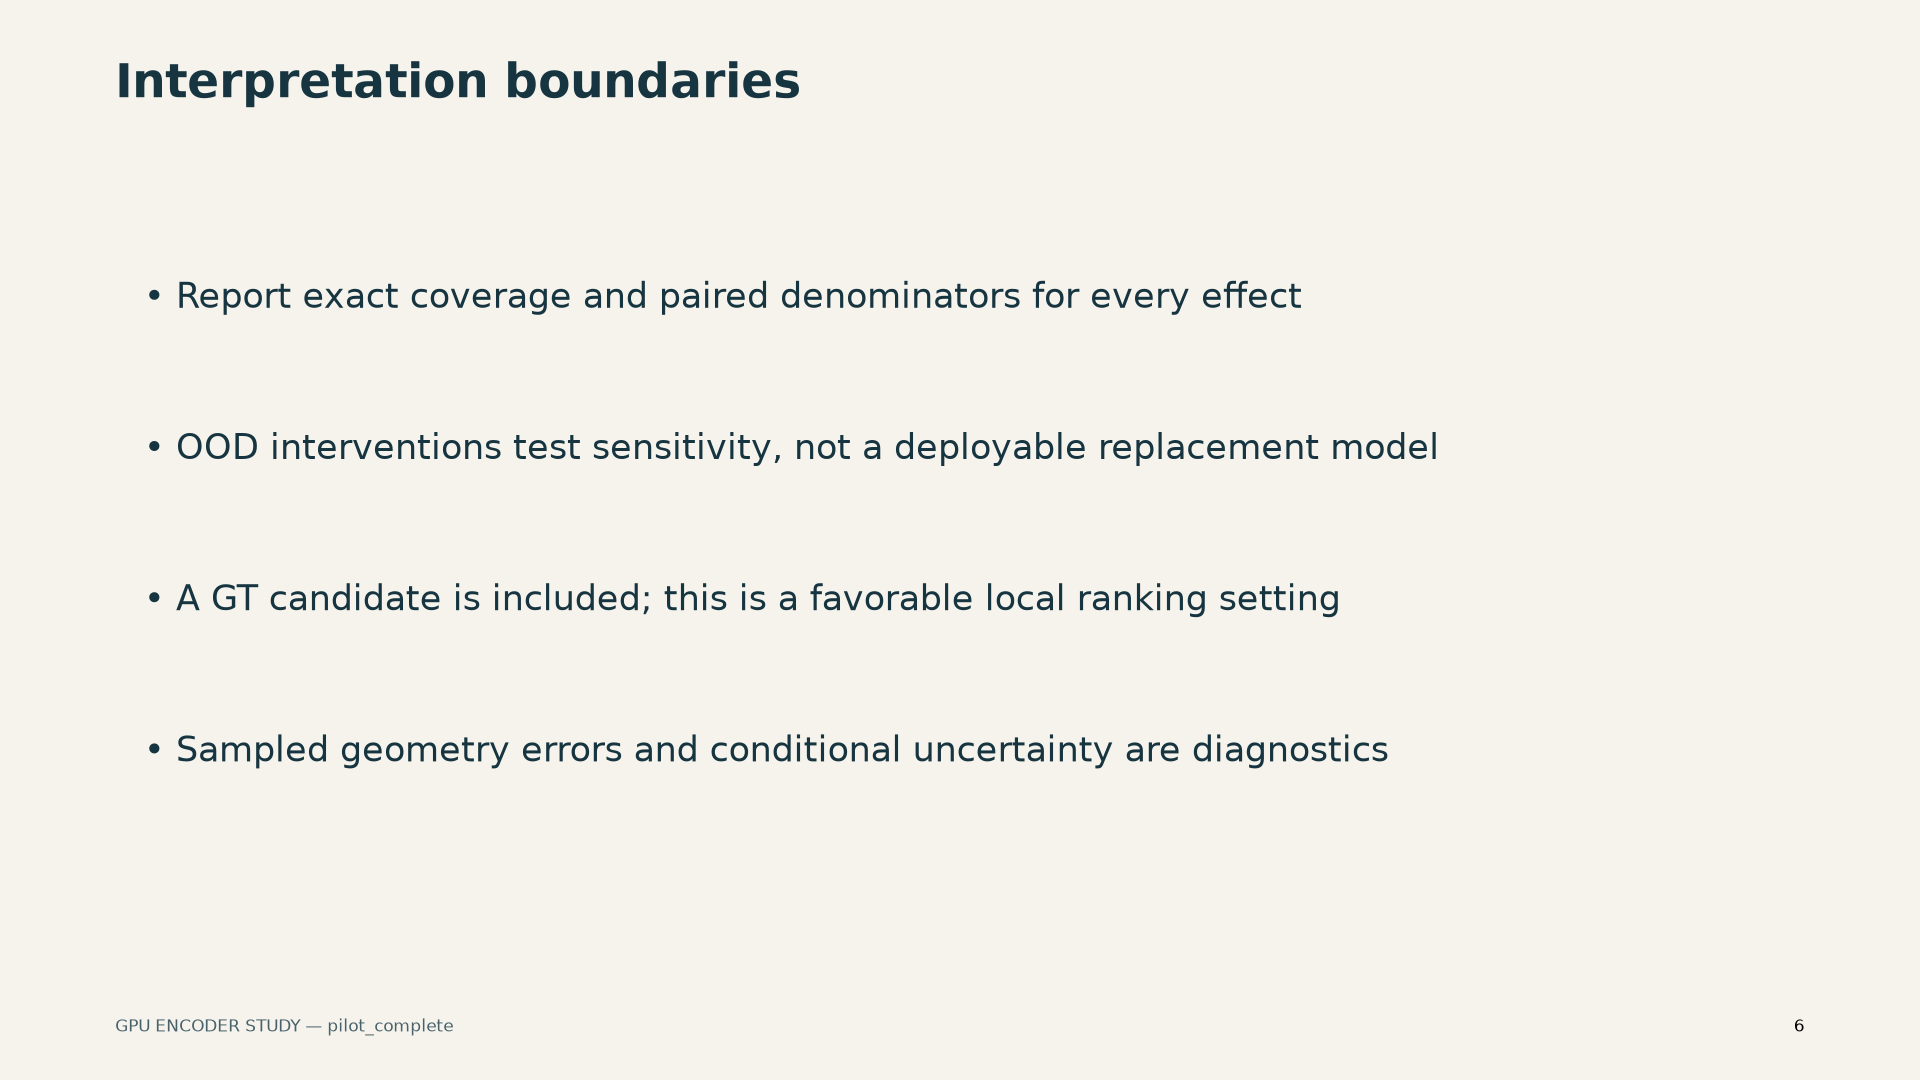 Interpretation boundaries
• Report exact coverage and paired denominators for every effect
• OOD interventions test sensitivity, not a deployable replacement model
• A GT candidate is included; this is a favorable local ranking setting
• Sampled geometry errors and conditional uncertainty are diagnostics
GPU ENCODER STUDY — pilot_complete
6